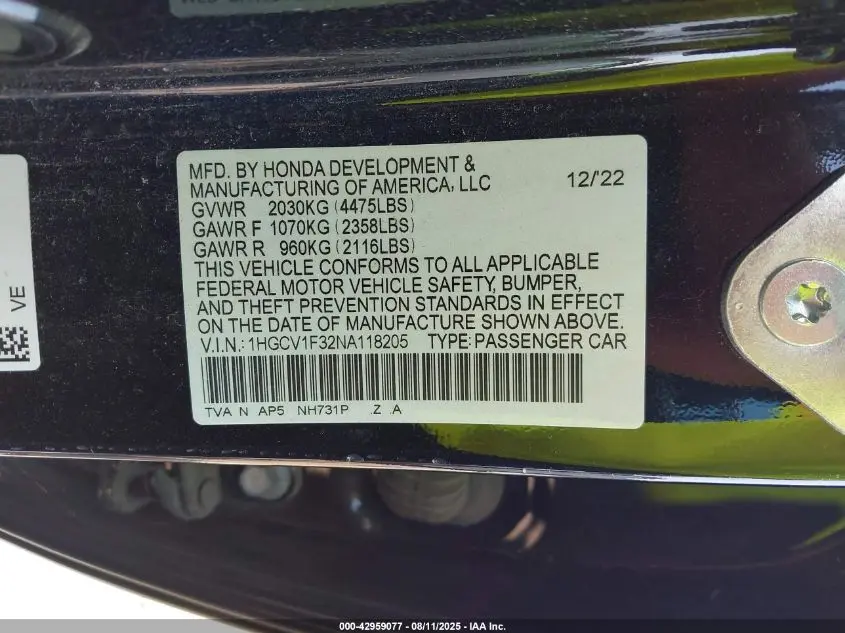 MFD. BY HONDA DEVELOPMENT &
MANUFACTURING OF AMERICA, LLC 12/'22
GVWR 2030KG (4475LBS)
GAWR F 1070KG (2358LBS)
GAWR R 960KG (2116LBS)
THIS VEHICLE CONFORMS TO ALL APPLICABLE
FEDERAL MOTOR VEHICLE SAFETY, BUMPER,
AND THEFT PREVENTION STANDARDS IN EFFECT
ON THE DATE OF MANUFACTURE SHOWN ABOVE.
V.I.N.: 1HGCV1F32NA118205 TYPE: PASSENGER CAR
TVA N AP5 NH731P Z A
VE
000-42959077 - 08/11/2025 - IAA Inc.